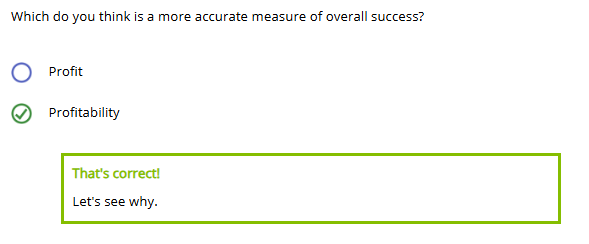 Which do you think is a more accurate measure of overall success?
Profit
Profitability
That's correct!
Let's see why.